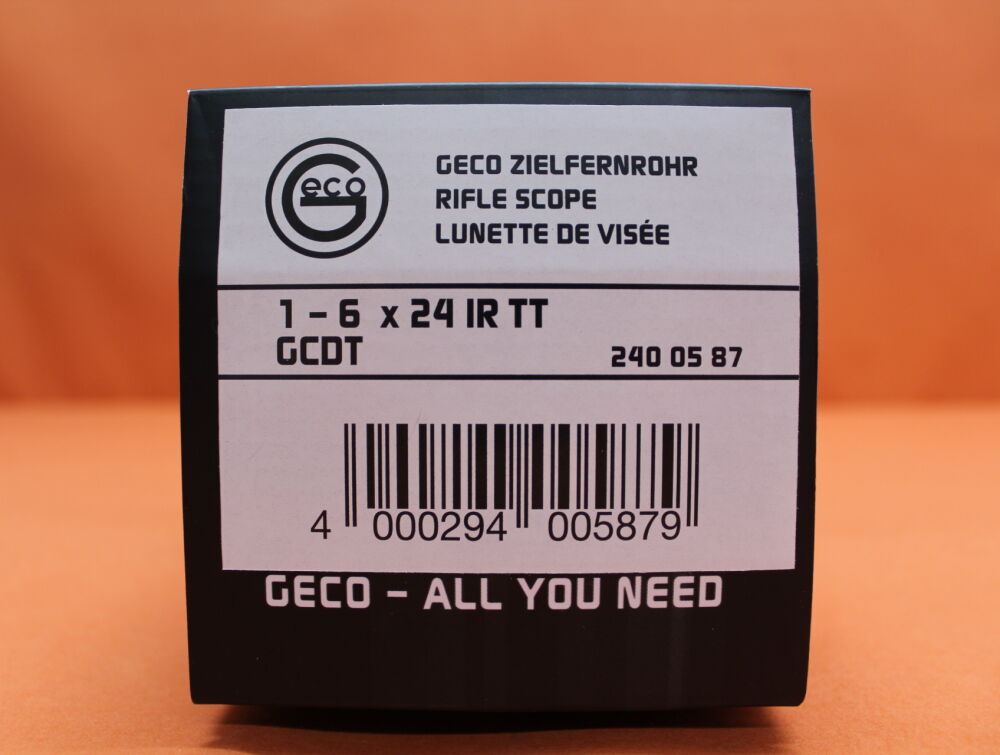 Geco
GECO ZIELFERNROHR
RIFLE SCOPE
LUNETTE DE VISÉE
1 – 6 x 24 IR TT
GCDT 240 05 87
4 000294 005879
GECO – ALL YOU NEED